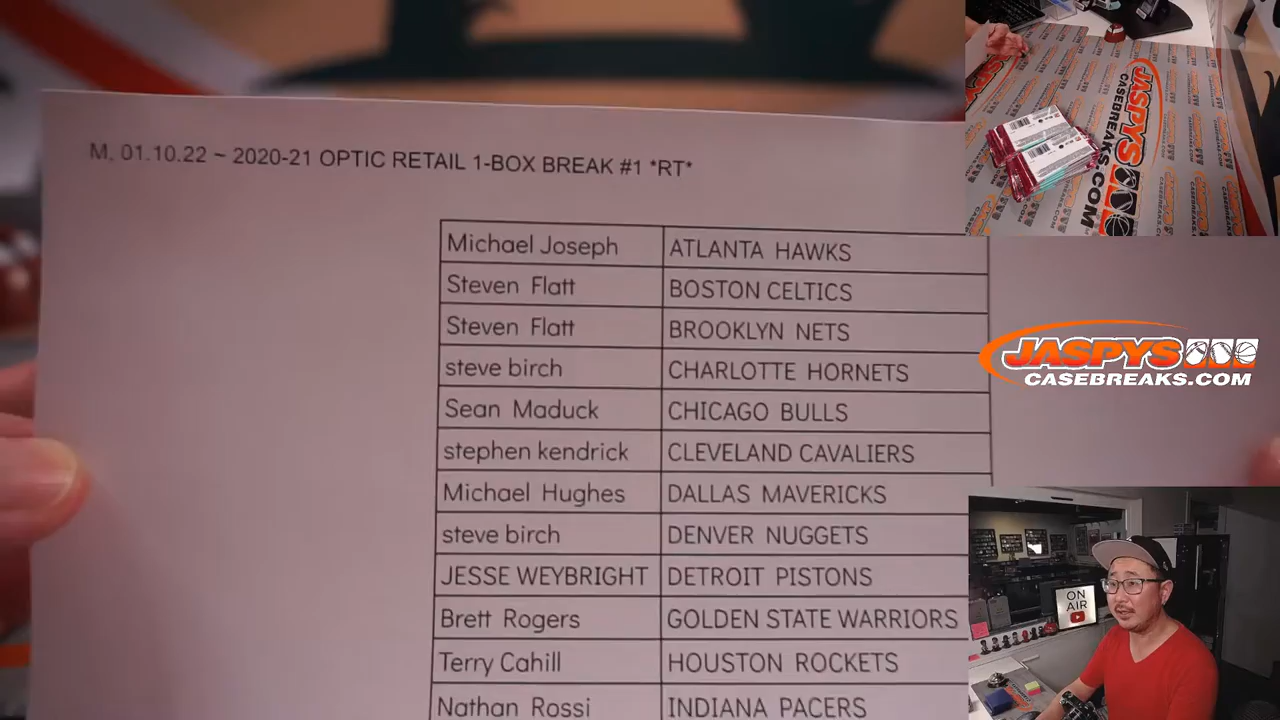 M, 01.10.22 ~ 2020-21 OPTIC RETAIL 1-BOX BREAK #1 *RT*
Michael Joseph ATLANTA HAWKS
Steven Flatt BOSTON CELTICS
Steven Flatt BROOKLYN NETS
steve birch CHARLOTTE HORNETS
Sean Maduck CHICAGO BULLS
stephen kendrick CLEVELAND CAVALIERS
Michael Hughes DALLAS MAVERICKS
steve birch DENVER NUGGETS
JESSE WEYBRIGHT DETROIT PISTONS
Brett Rogers GOLDEN STATE WARRIORS
Terry Cahill HOUSTON ROCKETS
Nathan Rossi INDIANA PACERS
JASPYS
CASEBREAKS.COM
JASPYS
CASEBREAKS.COM
ON
AIR